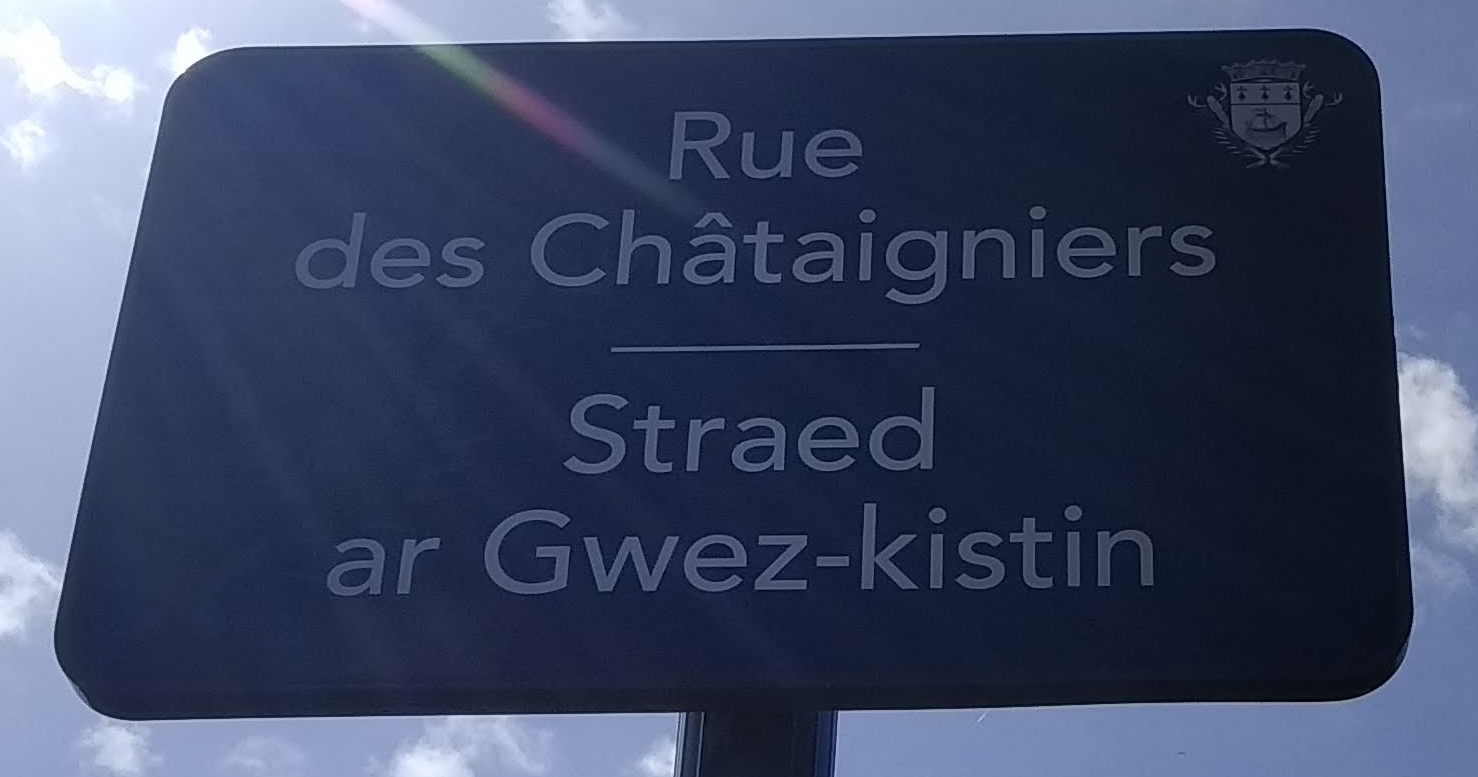 Rue
des Châtaigniers
Straed
ar Gwez-kistin